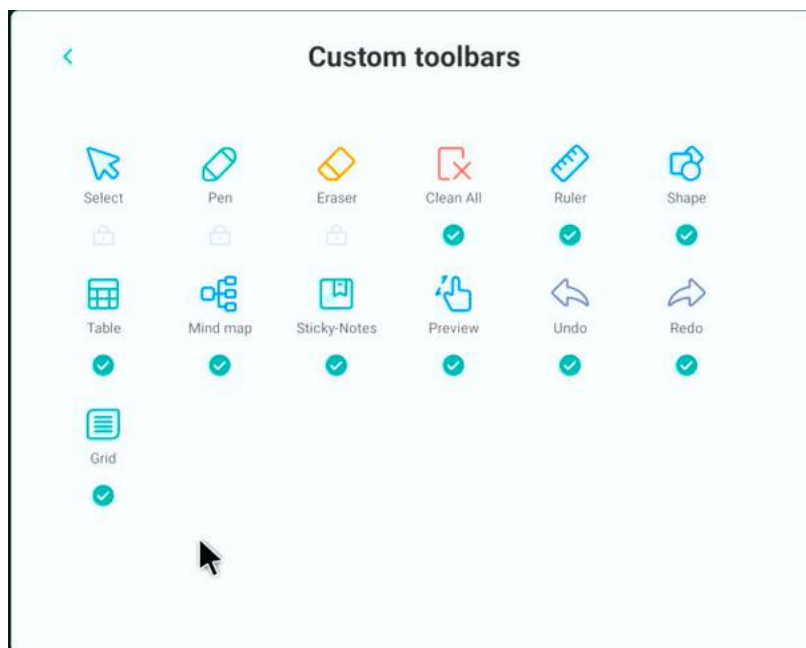 Custom toolbars
Select Pen Eraser Clean All Ruler Shape
Table Mind map Sticky-Notes Preview Undo Redo
Grid